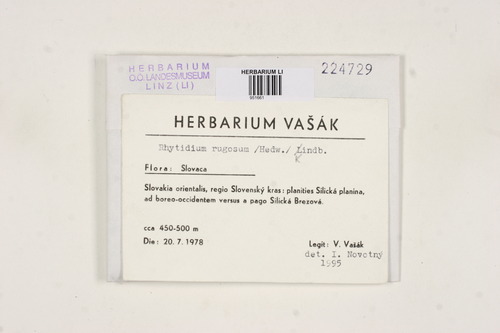 HERBARIUM
O.Ö. LANDESMUSEUM
LINZ (LI)
HERBARIUM LI
224729
HERBARIUM VAŠÁK
Rhytidium rugosum /Hedw./ Lindb.
Flora: Slovaca
Slovakia orientalis, regio Slovenský kras: planities Silická planina,
ad boreo-occidentem versus a pago Silická Brezová.
cca 450-500 m
Die: 20. 7. 1978
Legit: V. Vašák
det. I. Novotný
1995